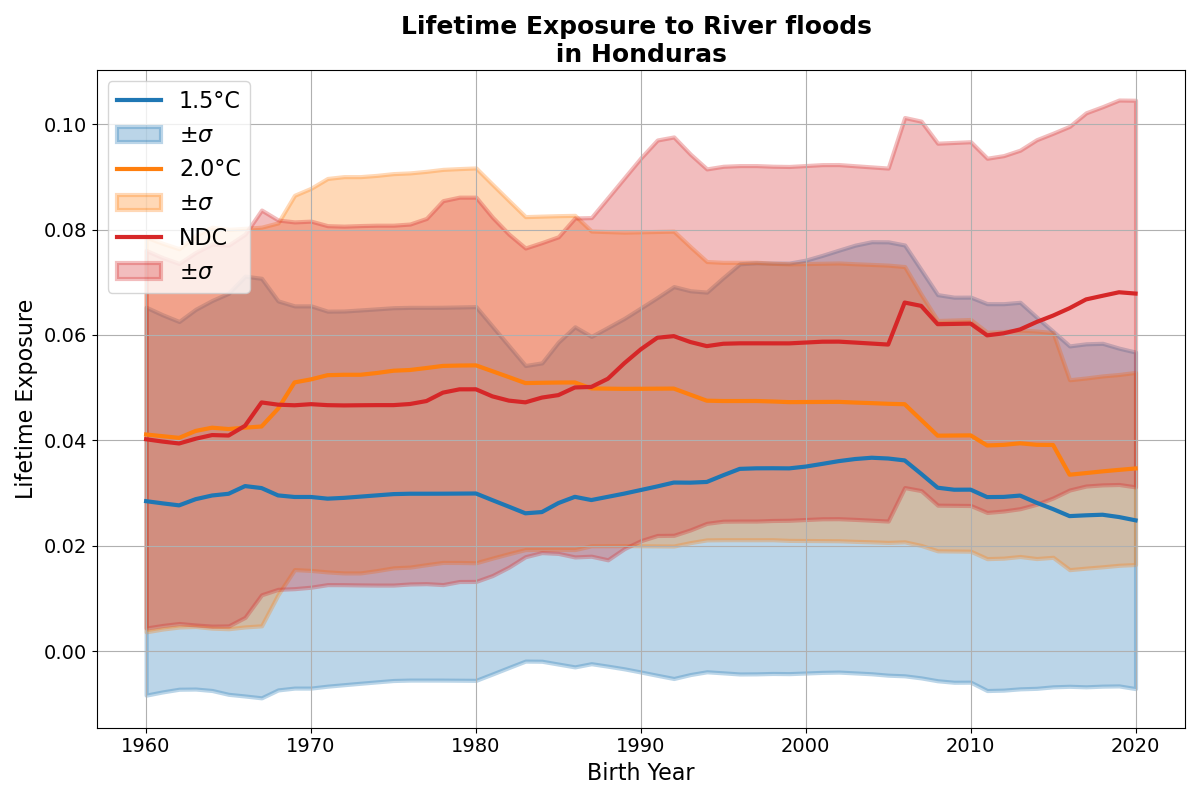 Lifetime Exposure to River floods
in Honduras
1.5°C
±σ
2.0°C
±σ
NDC
±σ
Lifetime Exposure
0.10
0.08
0.06
0.04
0.02
0.00
1960 1970 1980 1990 2000 2010 2020
Birth Year